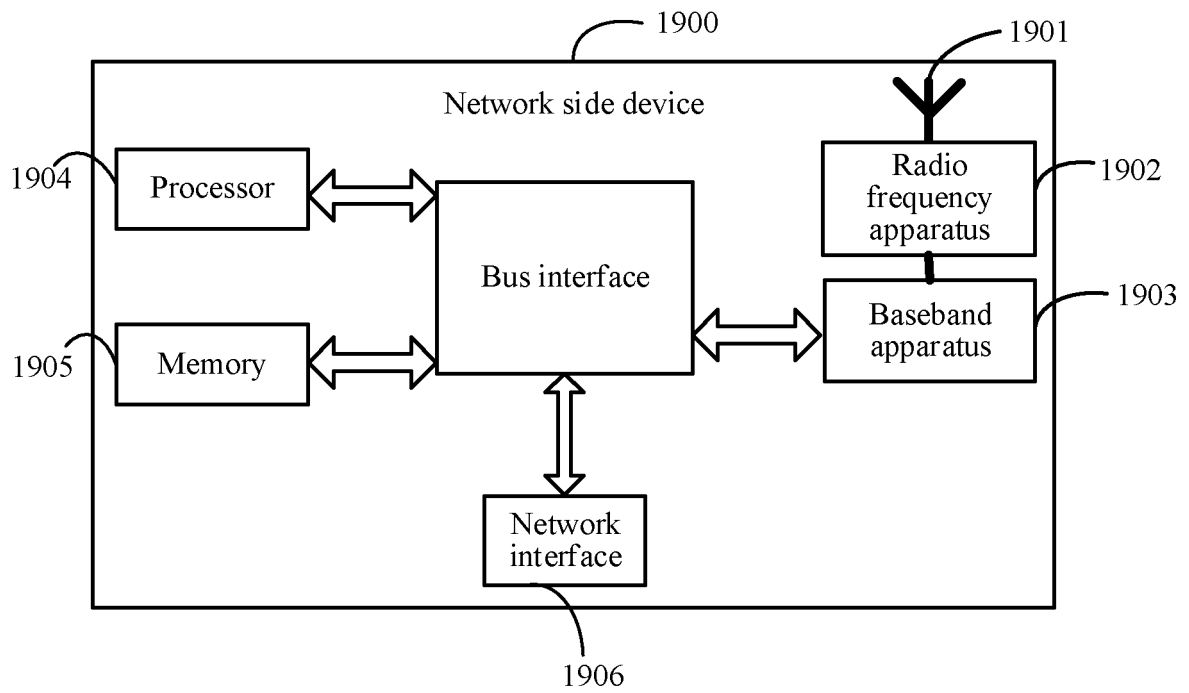 1900
1901
Network side device
1904
Processor
Radio
frequency
apparatus
1902
Bus interface
1903
Baseband
apparatus
1905
Memory
Network
interface
1906